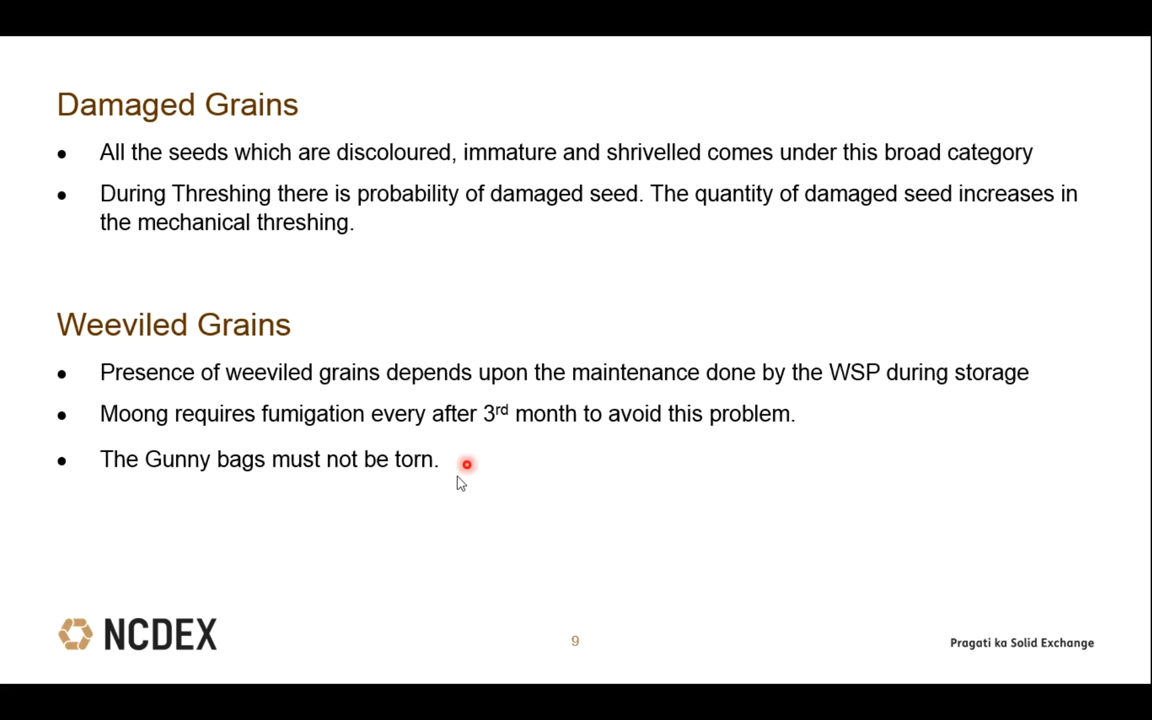 Damaged Grains
• All the seeds which are discoloured, immature and shrivelled comes under this broad category
• During Threshing there is probability of damaged seed. The quantity of damaged seed increases in
the mechanical threshing.
Weeviled Grains
• Presence of weeviled grains depends upon the maintenance done by the WSP during storage
• Moong requires fumigation every after 3rd month to avoid this problem.
• The Gunny bags must not be torn.
NCDEX
9
Pragati ka Solid Exchange